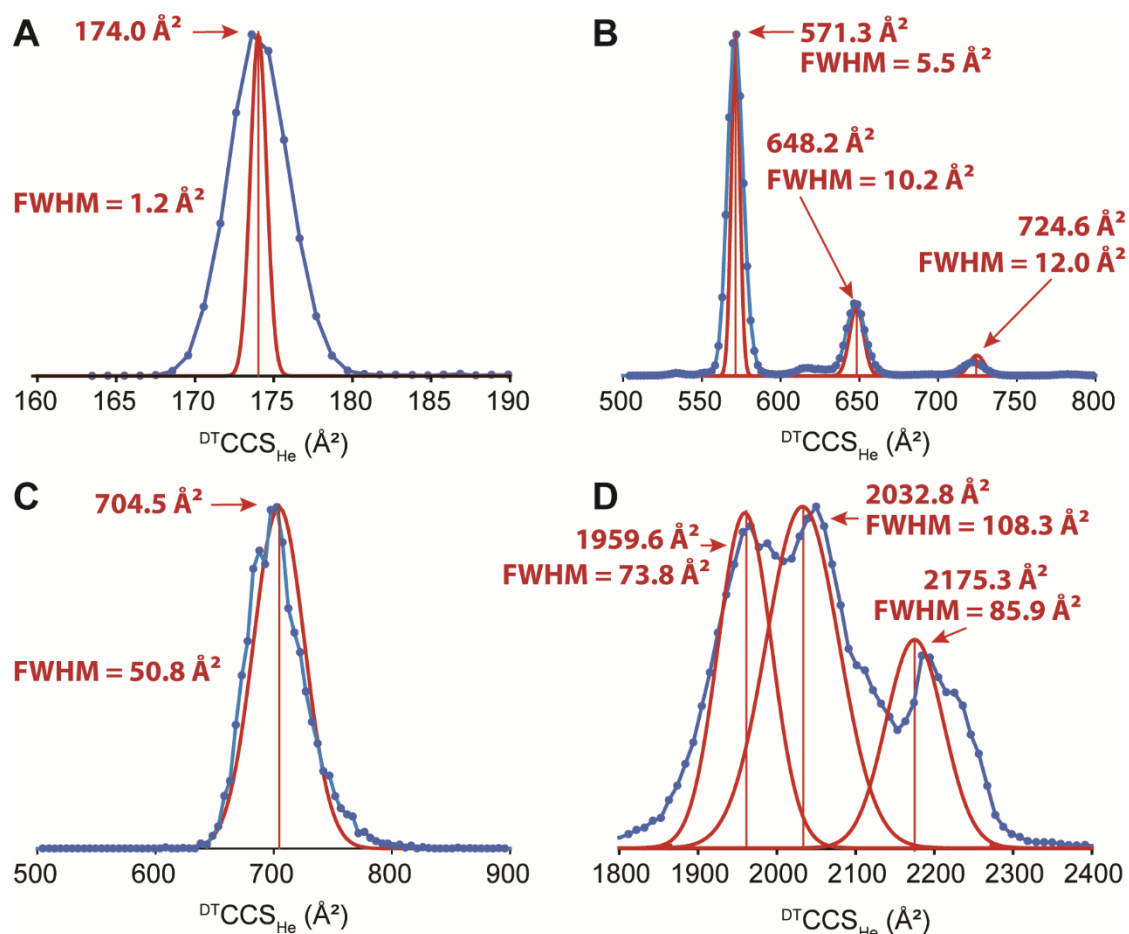 A
174.0 Å²
FWHM = 1.2 Å²
160 170 175 180 185 190
DTCCSHe (Å²)
B
571.3 Å²
FWHM = 5.5 Å²
648.2 Å²
FWHM = 10.2 Å²
724.6 Å²
FWHM = 12.0 Å²
500 550 600 650 700 800
DTCCSHe (Å²)
C
704.5 Å²
FWHM = 50.8 Å²
500 600 700 800 900
DTCCSHe (Å²)
D
1959.6 Å²
FWHM = 73.8 Å²
2032.8 Å²
FWHM = 108.3 Å²
2175.3 Å²
FWHM = 85.9 Å²
1800 1900 2000 2100 2200 2300 2400
DTCCSHe (Å²)